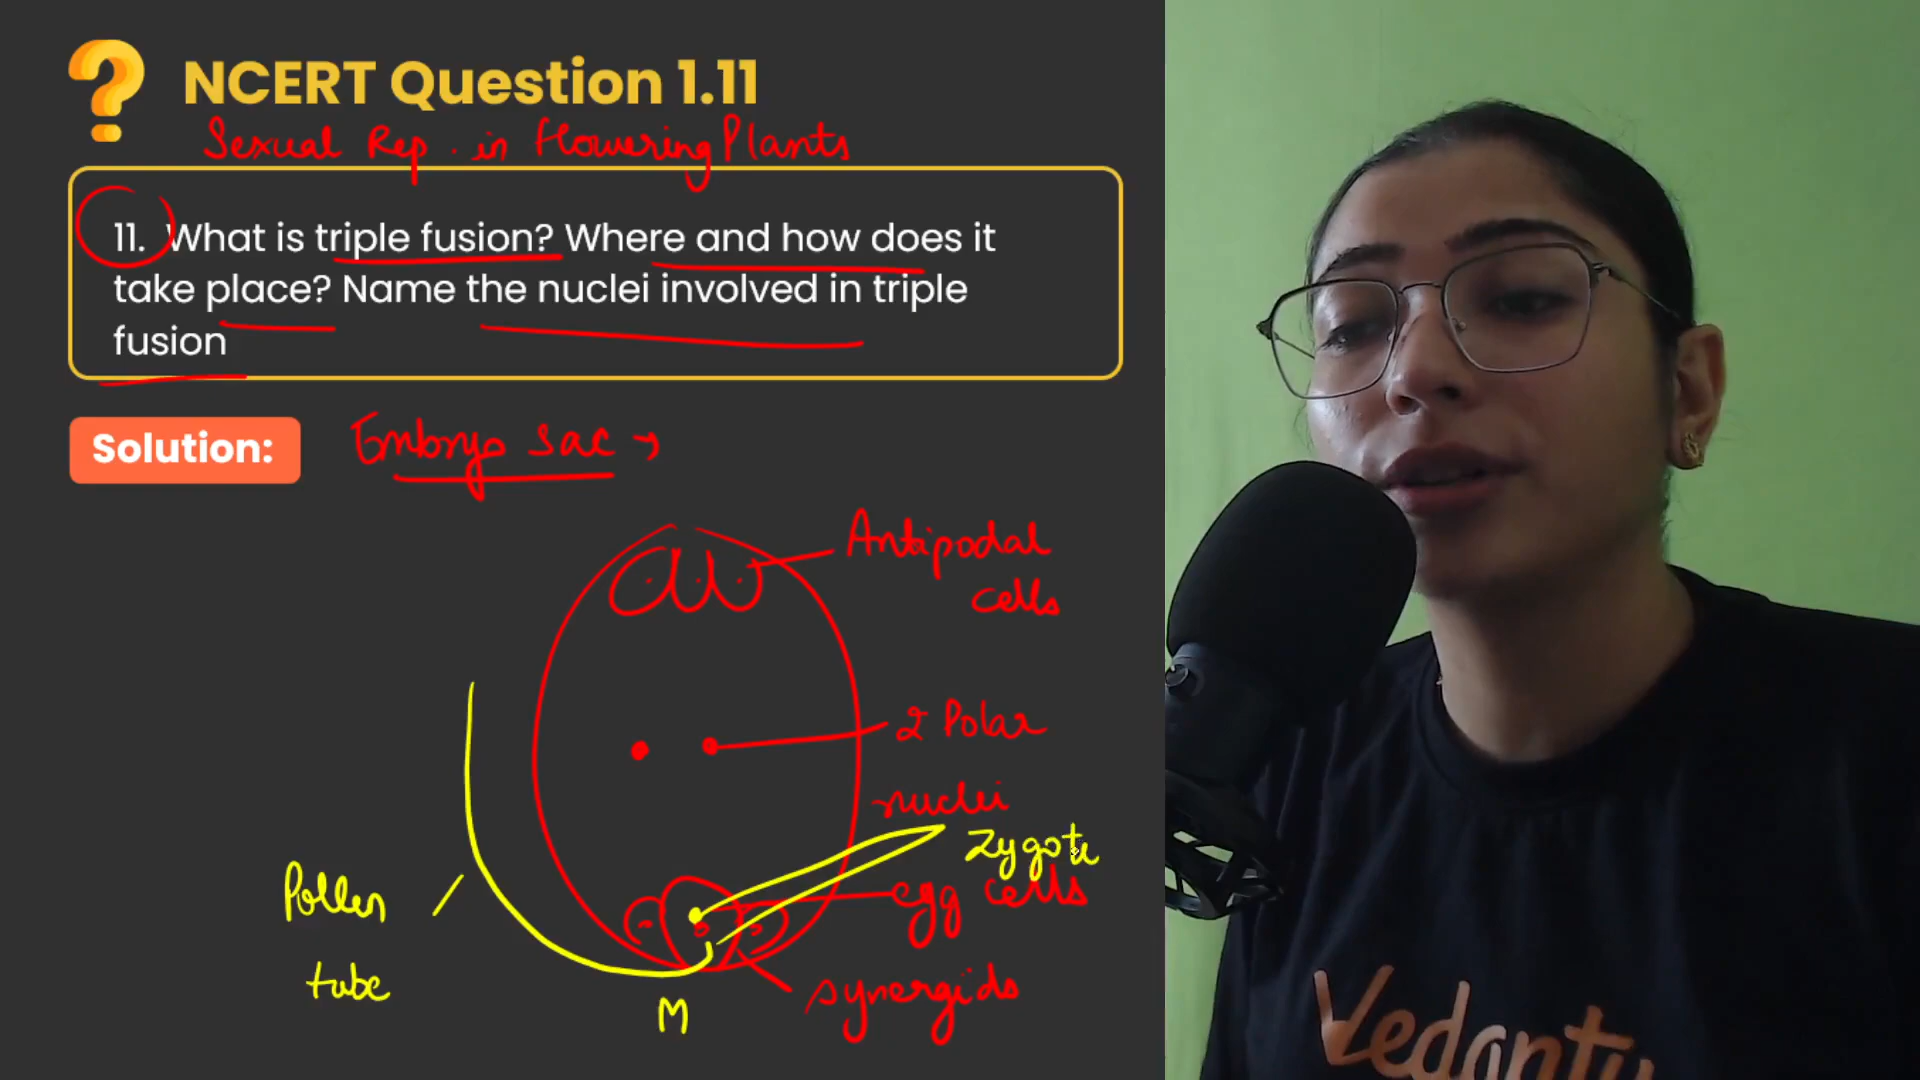 NCERT Question 1.11
Sexual Rep. in Flowering Plants
11. What is triple fusion? Where and how does it
take place? Name the nuclei involved in triple
fusion
Solution:
Embryo sac →
Antipodal
cells
2 Polar
nuclei
Zygote
egg cells
Pollen
tube
synergids
M
Vedantu